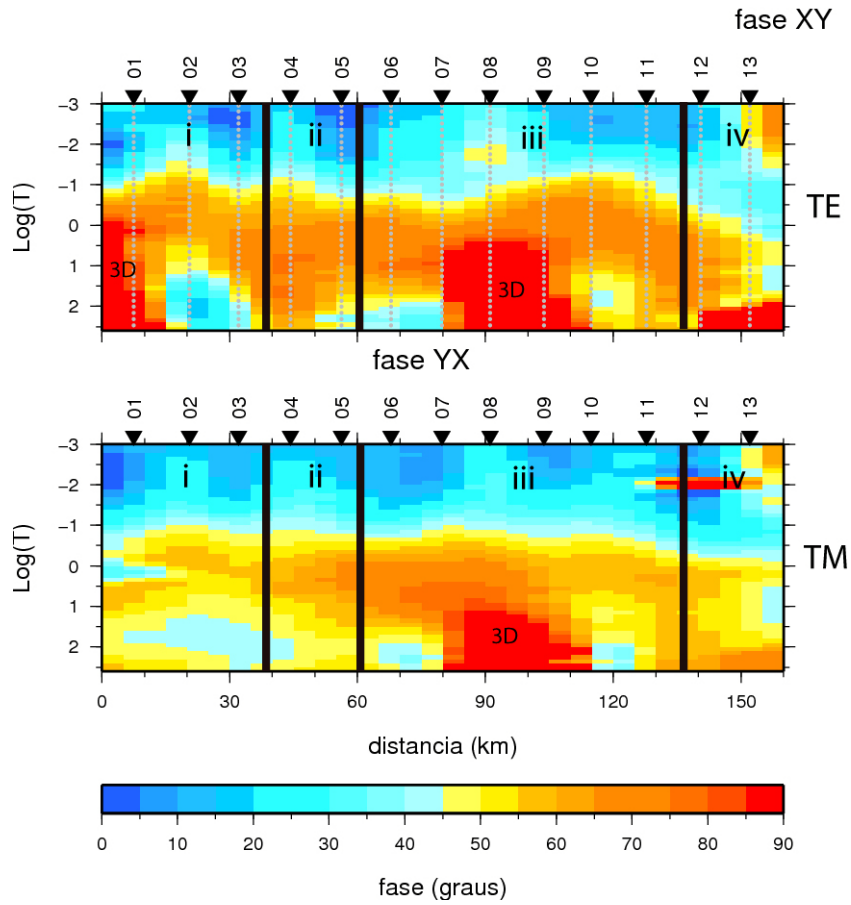 fase XY
01 02 03 04 05 06 07 08 09 10 11 12 13
-3
-2
-1
0
1
2
Log(T)
i ii iii iv
3D 3D
TE
fase YX
01 02 03 04 05 06 07 08 09 10 11 12 13
-3
-2
-1
0
1
2
Log(T)
i ii iii iv
3D
TM
0 30 60 90 120 150
distancia (km)
0 10 20 30 40 50 60 70 80 90
fase (graus)